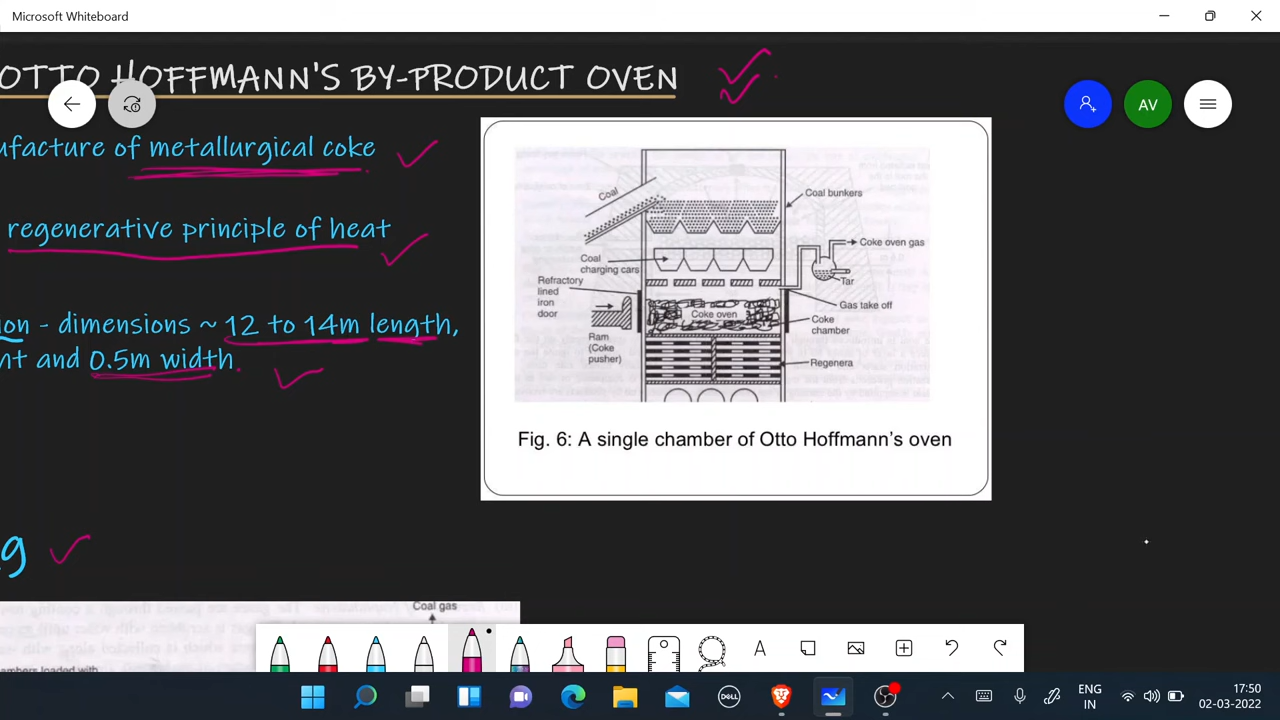 Microsoft Whiteboard
OTTO HOFFMANN'S BY-PRODUCT OVEN
AV
ufacture of metallurgical coke
regenerative principle of heat
ion - dimensions ~ 12 to 14m length,
ht and 0.5m width.
Coal
Coal bunkers
Coke oven gas
Coal
charging cars
Tar
Refractory
lined
iron
door
Gas take off
Coke oven
Coke
chamber
Ram
(Coke
pusher)
Regenera
Fig. 6: A single chamber of Otto Hoffmann's oven
g
Coal gas
A
DELL
ENG
IN
17:50
02-03-2022